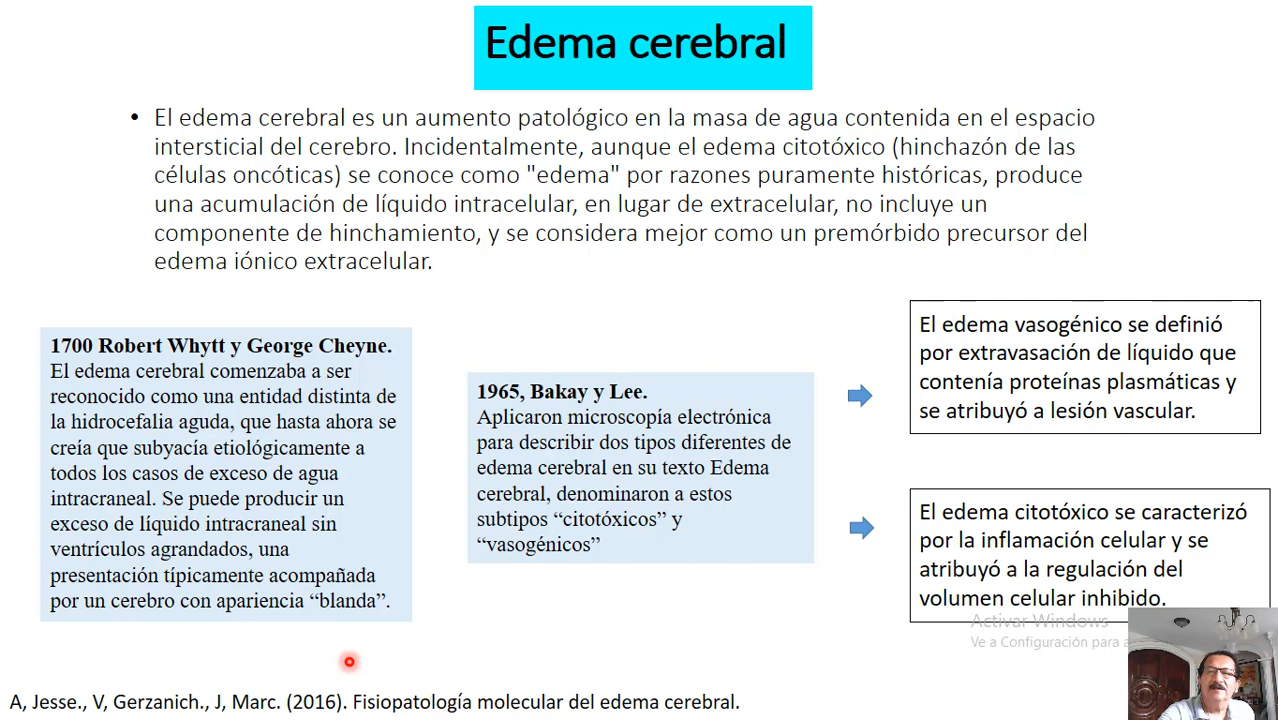 Edema cerebral
• El edema cerebral es un aumento patológico en la masa de agua contenida en el espacio
intersticial del cerebro. Incidentalmente, aunque el edema citotóxico (hinchazón de las
células oncóticas) se conoce como "edema" por razones puramente históricas, produce
una acumulación de líquido intracelular, en lugar de extracelular, no incluye un
componente de hinchamiento, y se considera mejor como un premórbido precursor del
edema iónico extracelular.
1700 Robert Whytt y George Cheyne.
El edema cerebral comenzaba a ser
reconocido como una entidad distinta de
la hidrocefalia aguda, que hasta ahora se
creía que subyacía etiológicamente a
todos los casos de exceso de agua
intracraneal. Se puede producir un
exceso de líquido intracraneal sin
ventrículos agrandados, una
presentación típicamente acompañada
por un cerebro con apariencia “blanda”.
1965, Bakay y Lee.
Aplicaron microscopía electrónica
para describir dos tipos diferentes de
edema cerebral en su texto Edema
cerebral, denominaron a estos
subtipos “citotóxicos” y
“vasogénicos”
El edema vasogénico se definió
por extravasación de líquido que
contenía proteínas plasmáticas y
se atribuyó a lesión vascular.
El edema citotóxico se caracterizó
por la inflamación celular y se
atribuyó a la regulación del
volumen celular inhibido.
Activar Windows
Ve a Configuración para a
A, Jesse., V, Gerzanich., J, Marc. (2016). Fisiopatología molecular del edema cerebral.